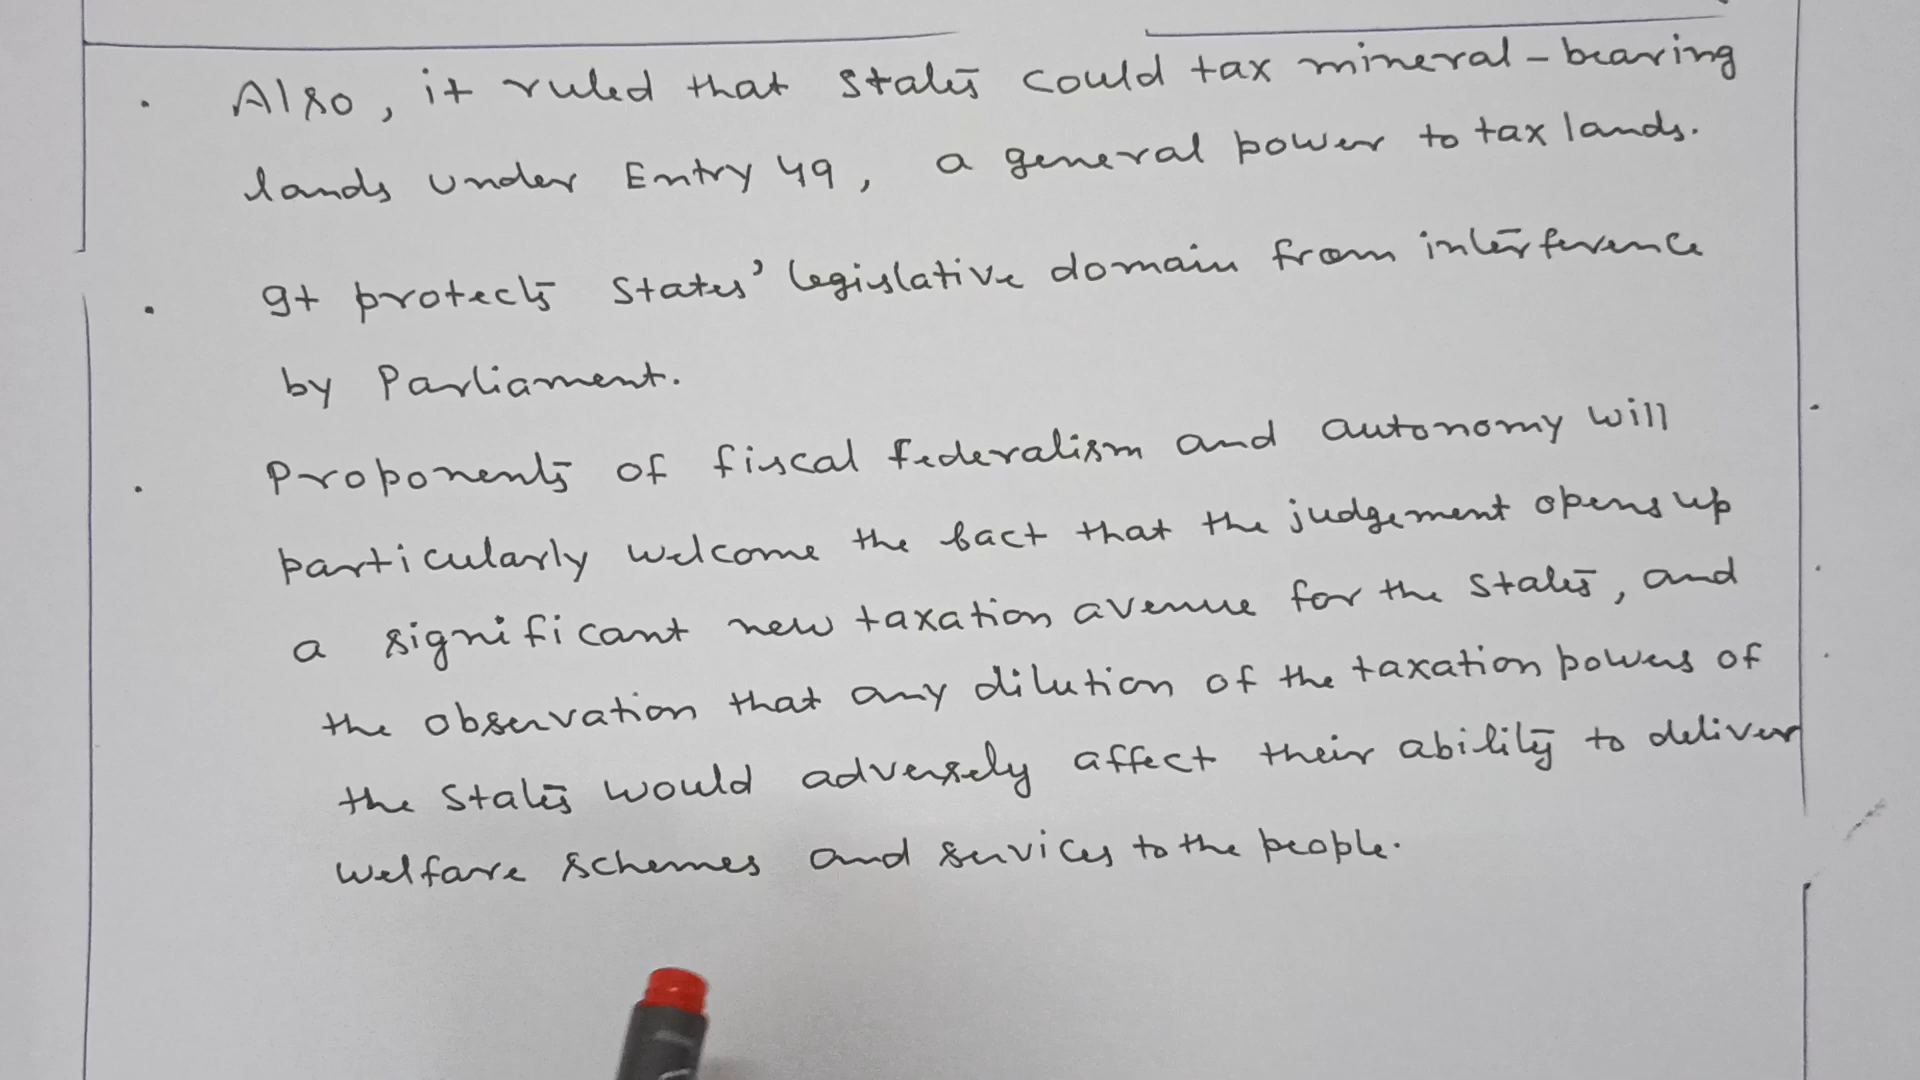 . Also, it ruled that States could tax mineral-bearing
lands under Entry 49, a general power to tax lands.
. It protects States' legislative domain from interference
by Parliament.
. Proponents of fiscal federalism and autonomy will
particularly welcome the fact that the judgement opens up
a significant new taxation avenue for the States, and
the observation that any dilution of the taxation powers of
the States would adversely affect their ability to deliver
welfare schemes and services to the people.